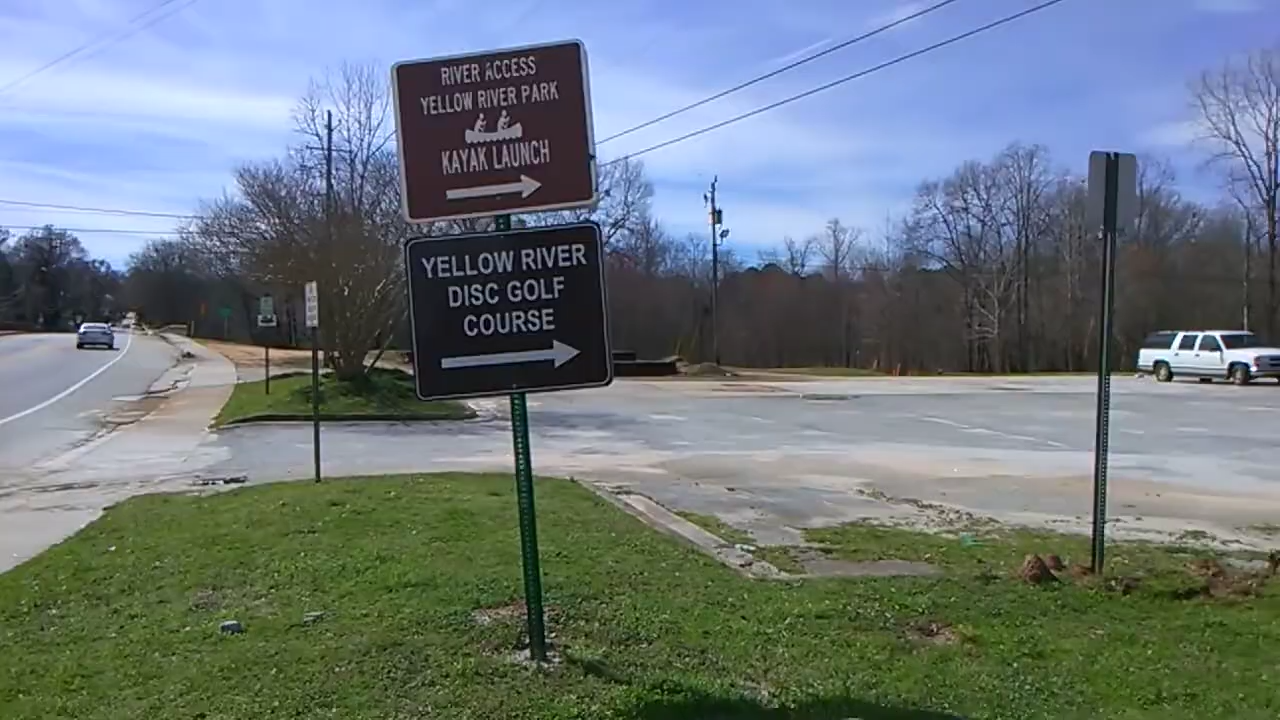 RIVER ACCESS
YELLOW RIVER PARK
KAYAK LAUNCH
YELLOW RIVER
DISC GOLF
COURSE